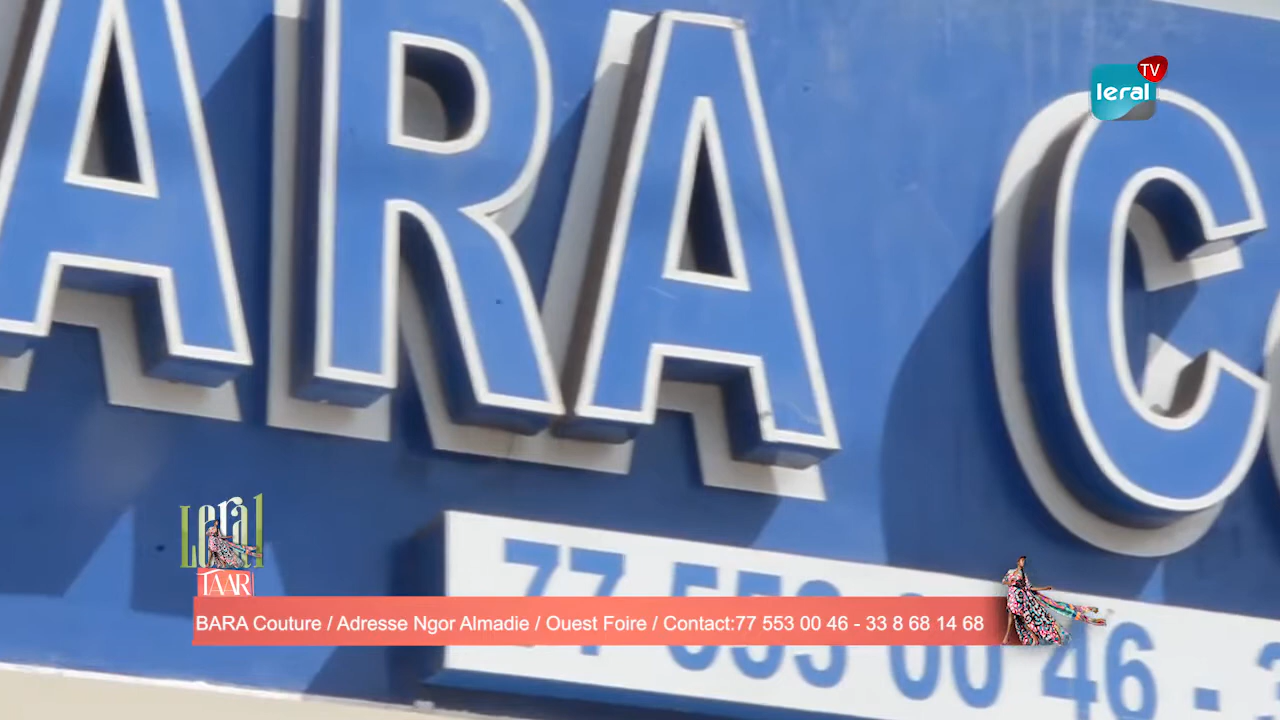 ARA C
TV
leral
Leral
TAAR
BARA Couture / Adresse Ngor Almadie / Ouest Foire / Contact:77 553 00 46 - 33 8 68 14 68
77 553 00 46 -